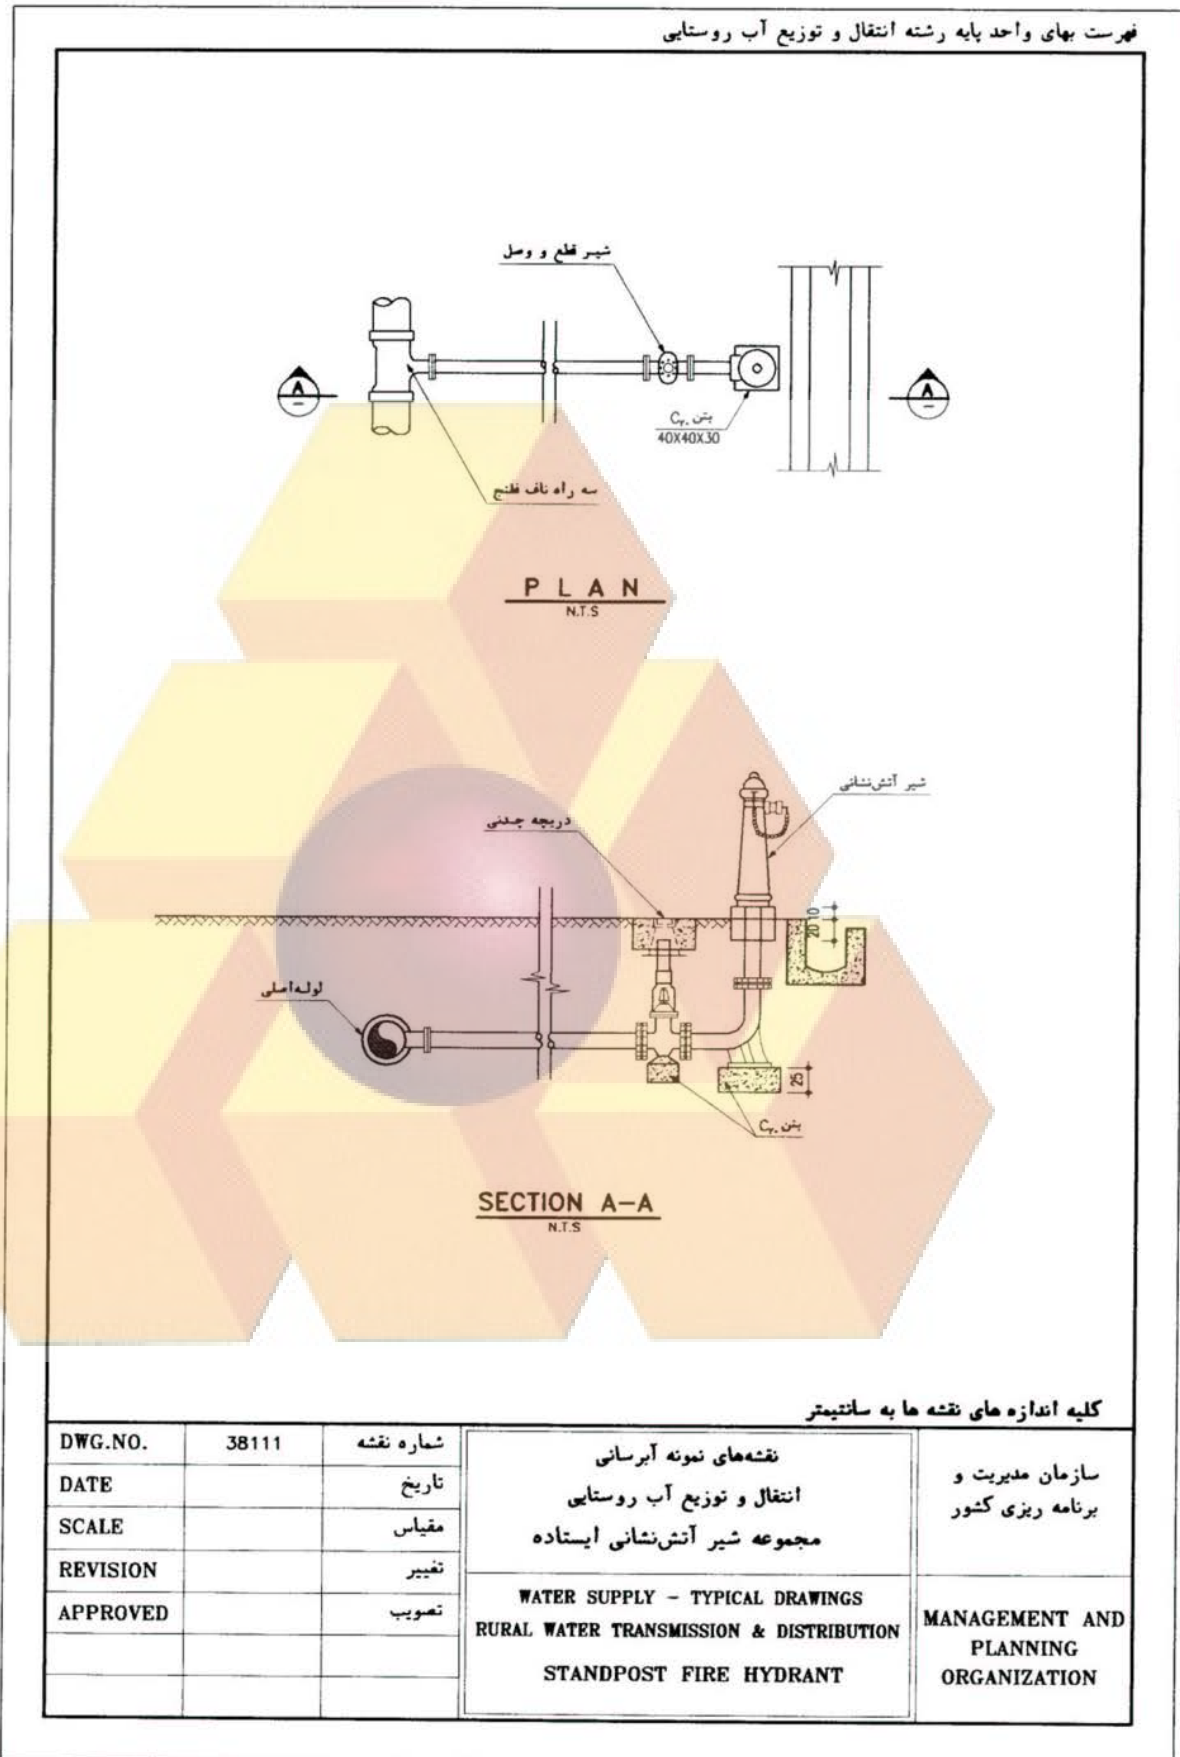 فهرست بهای واحد پایه رشته انتقال و توزیع آب روستایی
شیر قطع و وصل
A
-
A
-
بتن C۲۰
40X40X30
سه راه ناف فلنج
PLAN
N.T.S
شیر آتش‌نشانی
دریچه چدنی
10
20
لوله اصلی
25
بتن C۲۰
SECTION A-A
N.T.S
کلیه اندازه های نقشه ها به سانتیمتر
DWG.NO. 38111 شماره نقشه
DATE تاریخ
SCALE مقیاس
REVISION تغییر
APPROVED تصویب
نقشه‌های نمونه آبرسانی
انتقال و توزیع آب روستایی
مجموعه شیر آتش‌نشانی ایستاده
WATER SUPPLY - TYPICAL DRAWINGS
RURAL WATER TRANSMISSION & DISTRIBUTION
STANDPOST FIRE HYDRANT
سازمان مدیریت و
برنامه ریزی کشور
MANAGEMENT AND
PLANNING
ORGANIZATION